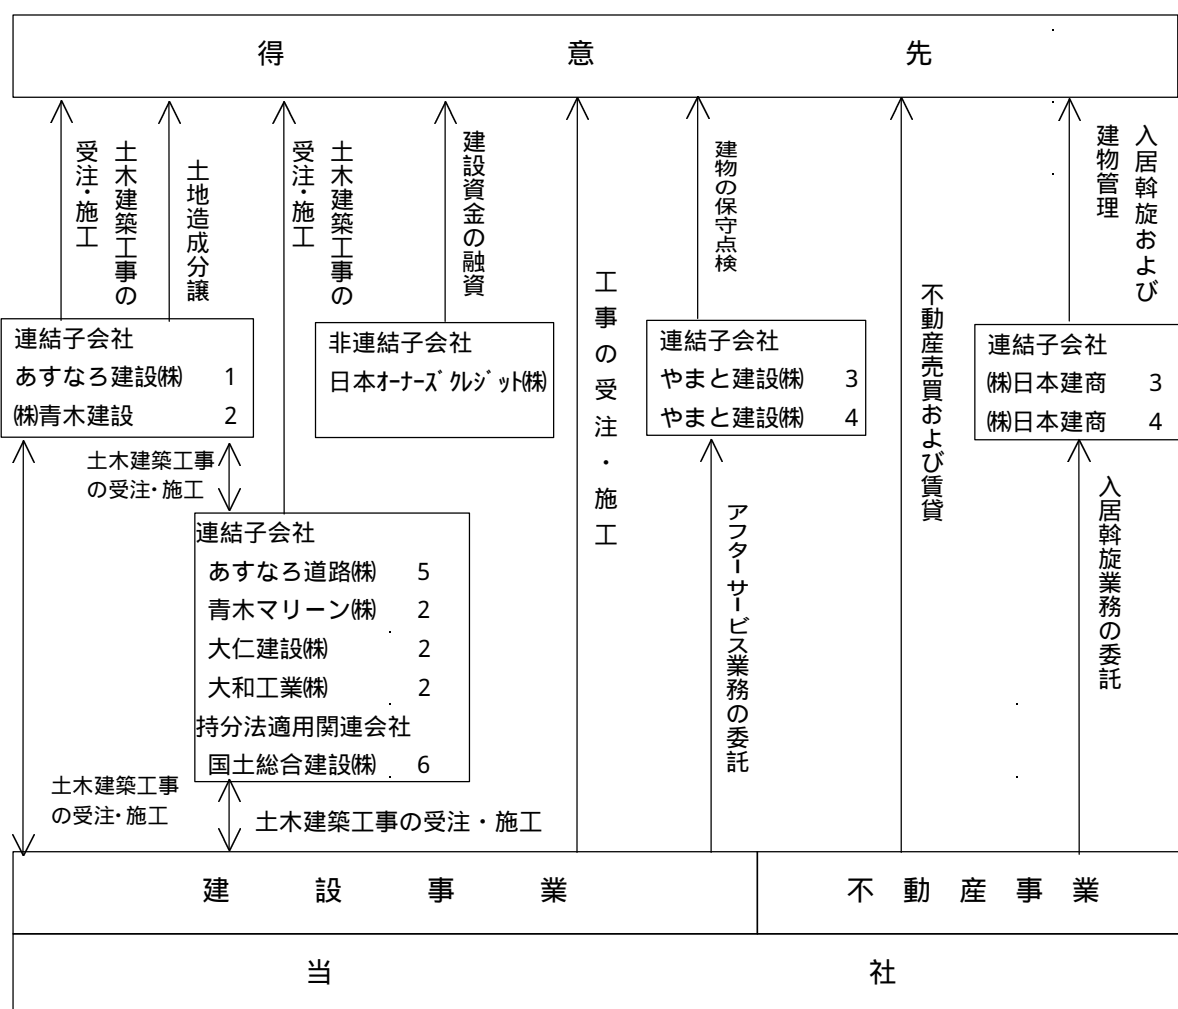 得意先
土木建築工事の
受注・施工
土地造成分譲
土木建築工事の
受注・施工
建設資金の融資
工事の受注・施工
建物の保守点検
不動産売買および賃貸
入居斡旋および
建物管理
連結子会社
あすなろ建設㈱ 1
㈱青木建設 2
非連結子会社
日本ｵｰﾅｰｽﾞｸﾚｼﾞｯﾄ㈱
連結子会社
やまと建設㈱ 3
やまと建設㈱ 4
連結子会社
㈱日本建商 3
㈱日本建商 4
土木建築工事
の受注・施工
連結子会社
あすなろ道路㈱ 5
青木マリーン㈱ 2
大仁建設㈱ 2
大和工業㈱ 2
持分法適用関連会社
国土総合建設㈱ 6
アフターサービス業務の委託
入居斡旋業務の委託
土木建築工事
の受注・施工
土木建築工事の受注・施工
建設事業
不動産事業
当社